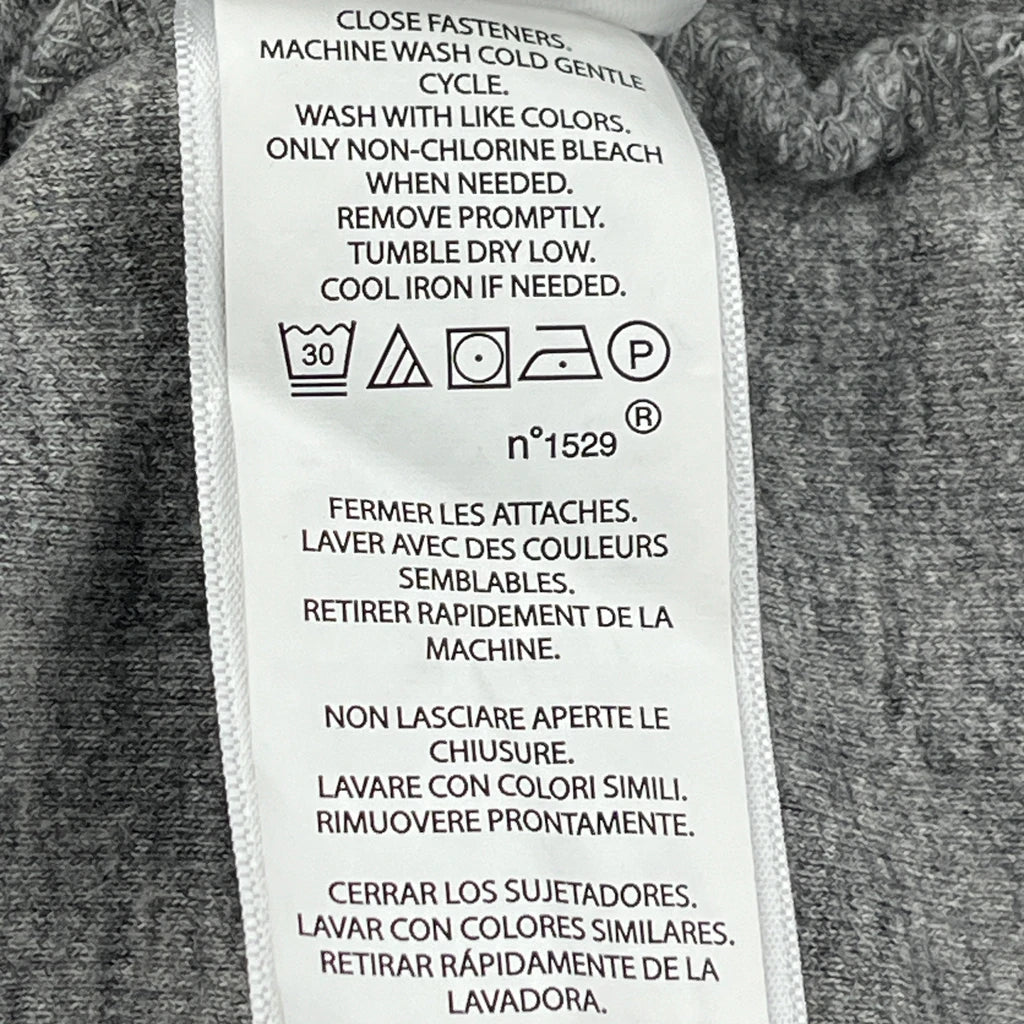 CLOSE FASTENERS.
MACHINE WASH COLD GENTLE
CYCLE.
WASH WITH LIKE COLORS.
ONLY NON-CHLORINE BLEACH
WHEN NEEDED.
REMOVE PROMPTLY.
TUMBLE DRY LOW.
COOL IRON IF NEEDED.
30 P
n°1529 ®
FERMER LES ATTACHES.
LAVER AVEC DES COULEURS
SEMBLABLES.
RETIRER RAPIDEMENT DE LA
MACHINE.
NON LASCIARE APERTE LE
CHIUSURE.
LAVARE CON COLORI SIMILI.
RIMUOVERE PRONTAMENTE.
CERRAR LOS SUJETADORES.
LAVAR CON COLORES SIMILARES.
RETIRAR RÁPIDAMENTE DE LA
LAVADORA.